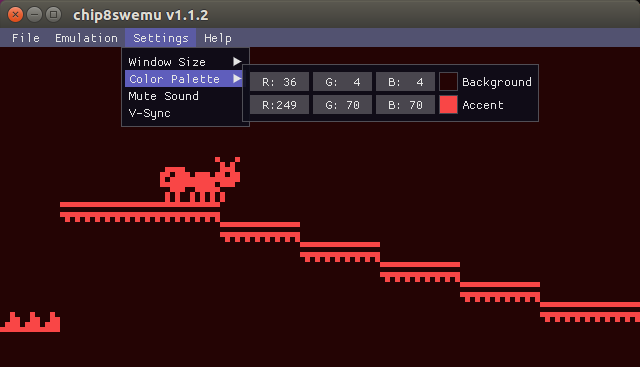 chip8swemu v1.1.2
File Emulation Settings Help
Window Size
Color Palette
Mute Sound
V-Sync
R: 36 G: 4 B: 4 Background
R:249 G: 70 B: 70 Accent